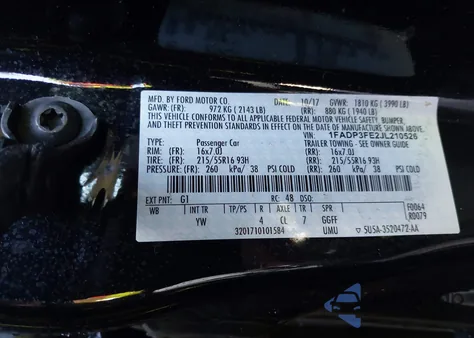 MFD. BY FORD MOTOR CO.
DATE: 10/17 GVWR: 1810 KG ( 3990 LB)
GAWR: (FR): 972 KG ( 2143 LB) (RR): 880 KG ( 1940 LB)
THIS VEHICLE CONFORMS TO ALL APPLICABLE FEDERAL MOTOR VEHICLE SAFETY, BUMPER,
AND THEFT PREVENTION STANDARDS IN EFFECT ON THE DATE OF MANUFACTURE SHOWN ABOVE.
VIN: 1FADP3FE2JL210526
TYPE: Passenger Car TRAILER TOWING - SEE OWNER GUIDE
RIM: (FR): 16x7.0J (RR): 16x7.0J
TIRE: (FR): 215/55R16 93H (RR): 215/55R16 93H
PRESSURE: (FR): 260 kPa/ 38 PSI COLD (RR): 260 kPa/ 38 PSI COLD
EXT PNT: G1 RC: 48 DSO:
WB INT TR TP/PS R AX TR SPR
YW 4 CL 7 GGFF
3201710101584 UMU
F0064
R0079
▽ 5U5A-3520472-AA